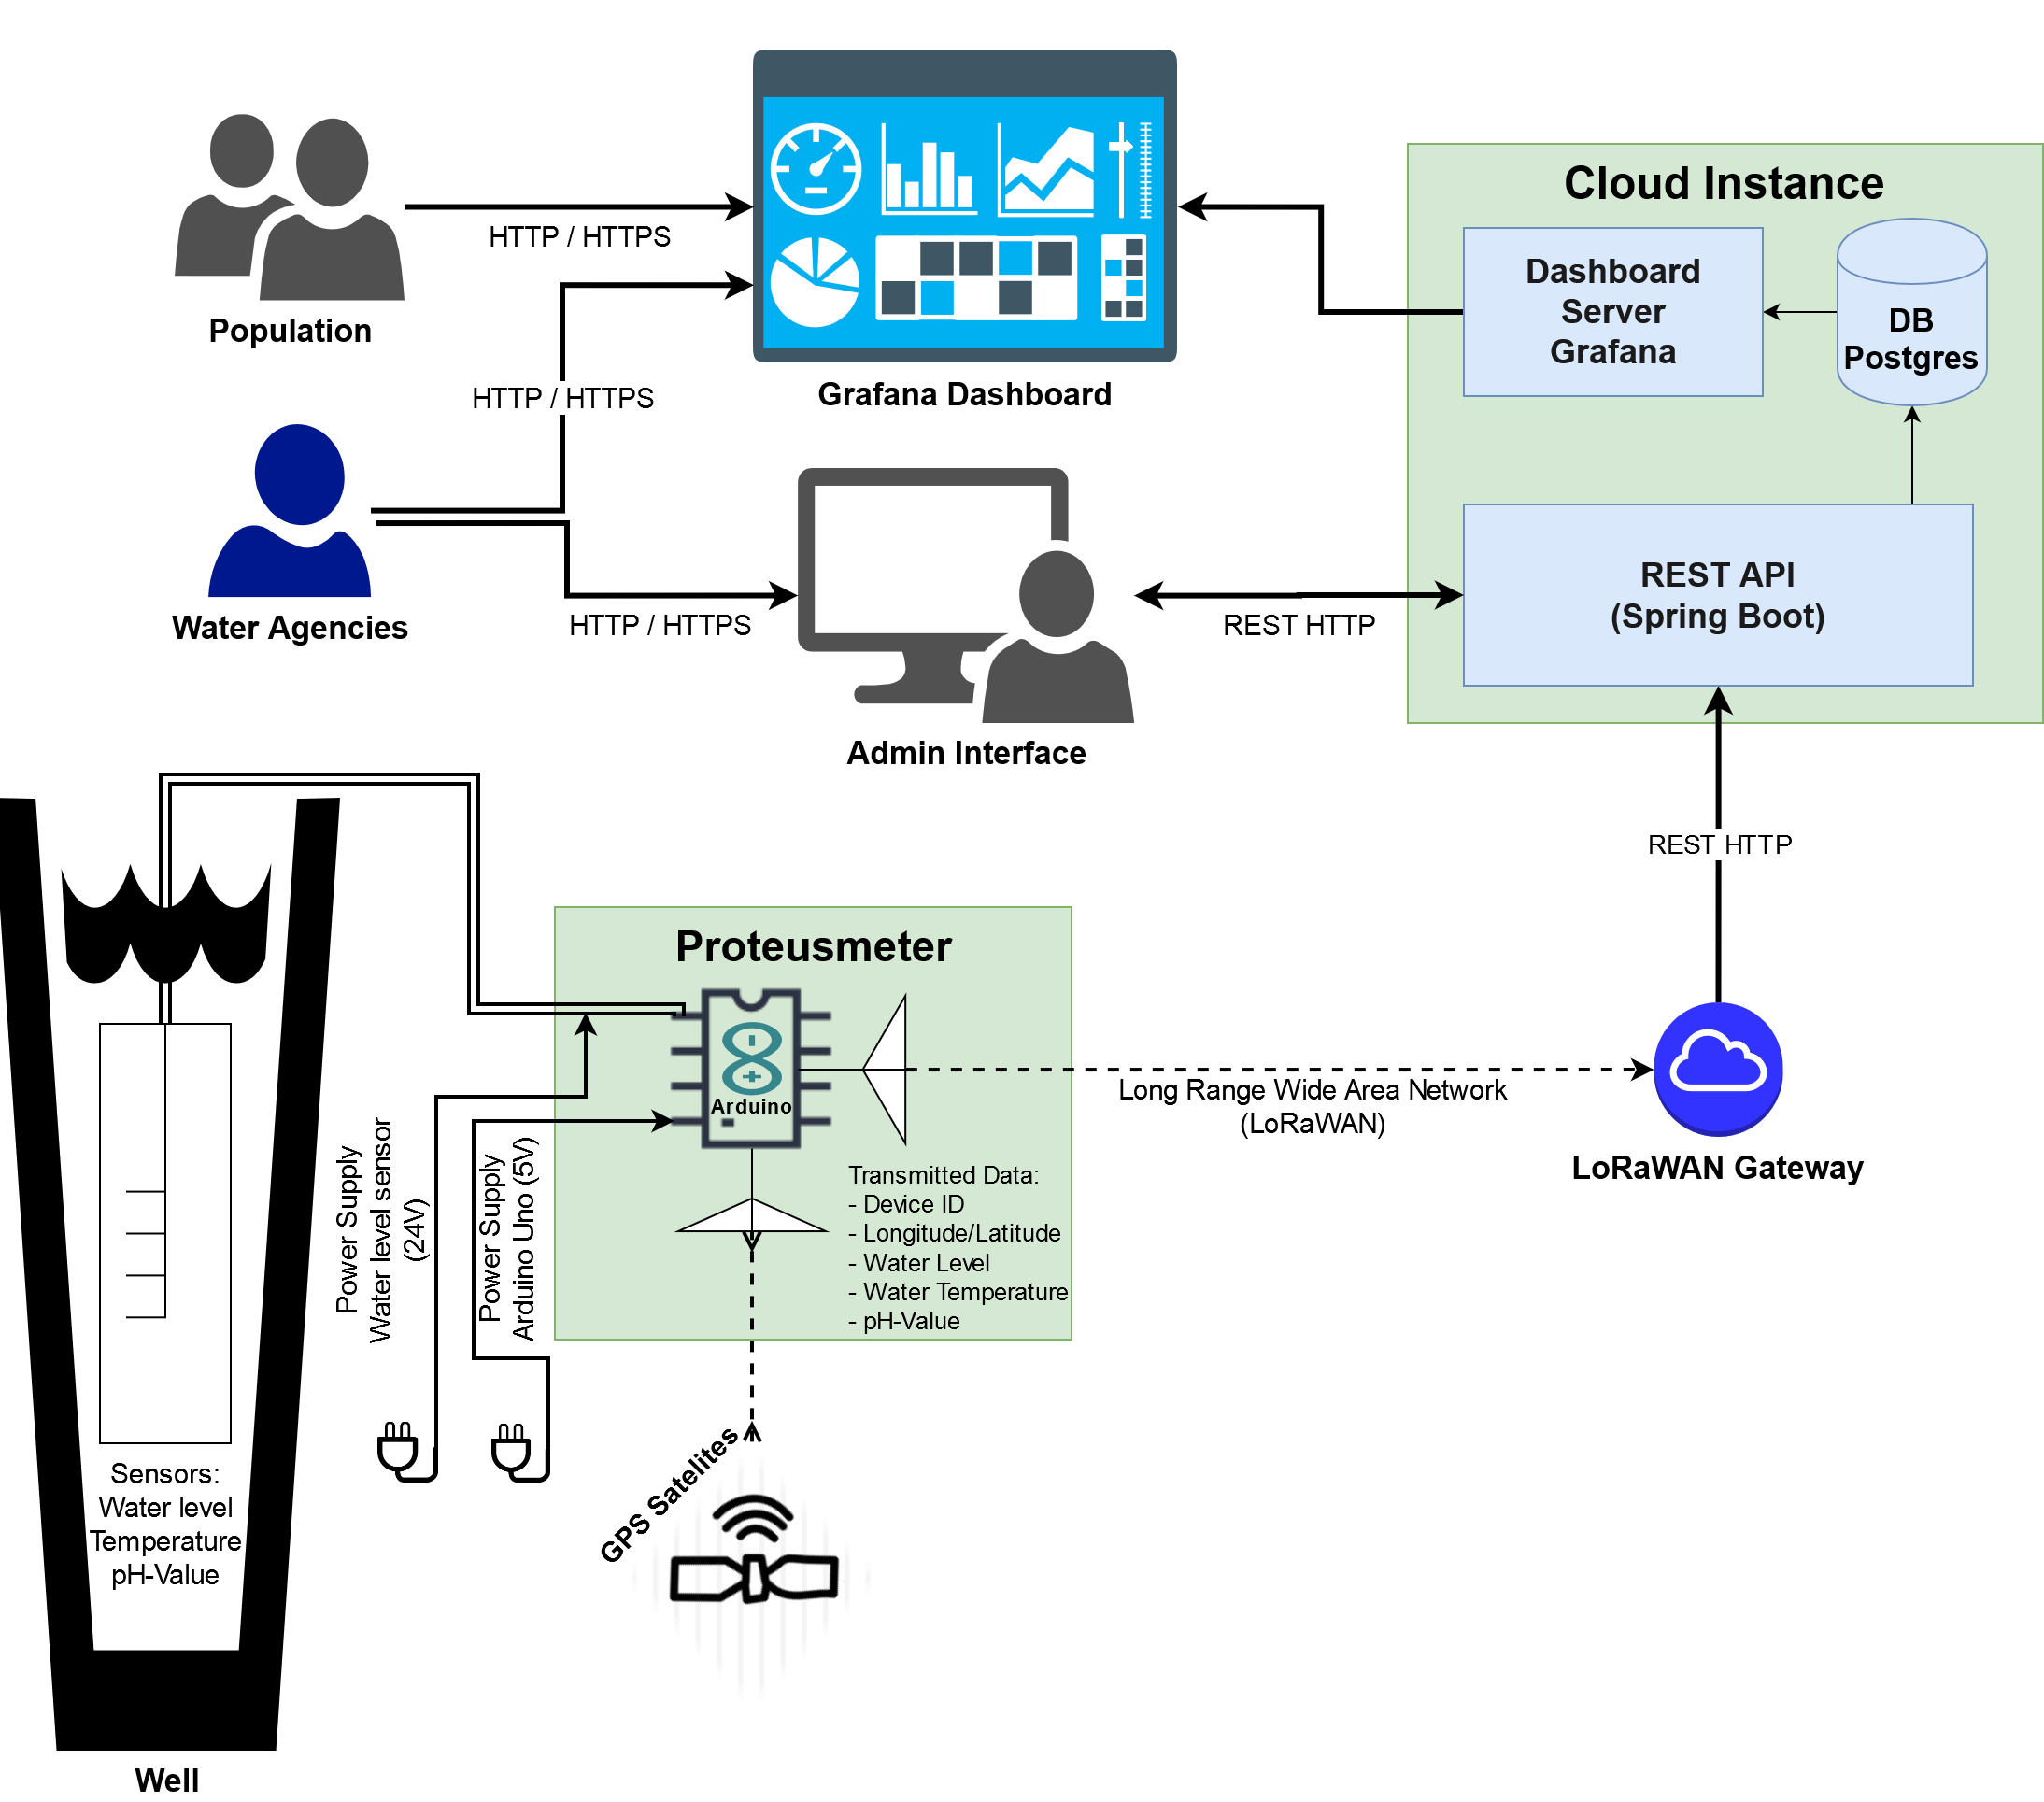 Population
HTTP / HTTPS
Grafana Dashboard
Cloud Instance
Dashboard
Server
Grafana
DB
Postgres
HTTP / HTTPS
Water Agencies
HTTP / HTTPS
Admin Interface
REST HTTP
REST API
(Spring Boot)
REST HTTP
Proteusmeter
Arduino
Long Range Wide Area Network
(LoRaWAN)
LoRaWAN Gateway
Transmitted Data:
- Device ID
- Longitude/Latitude
- Water Level
- Water Temperature
- pH-Value
Power Supply
Water level sensor
(24V)
Power Supply
Arduino Uno (5V)
GPS Satelites
Sensors:
Water level
Temperature
pH-Value
Well